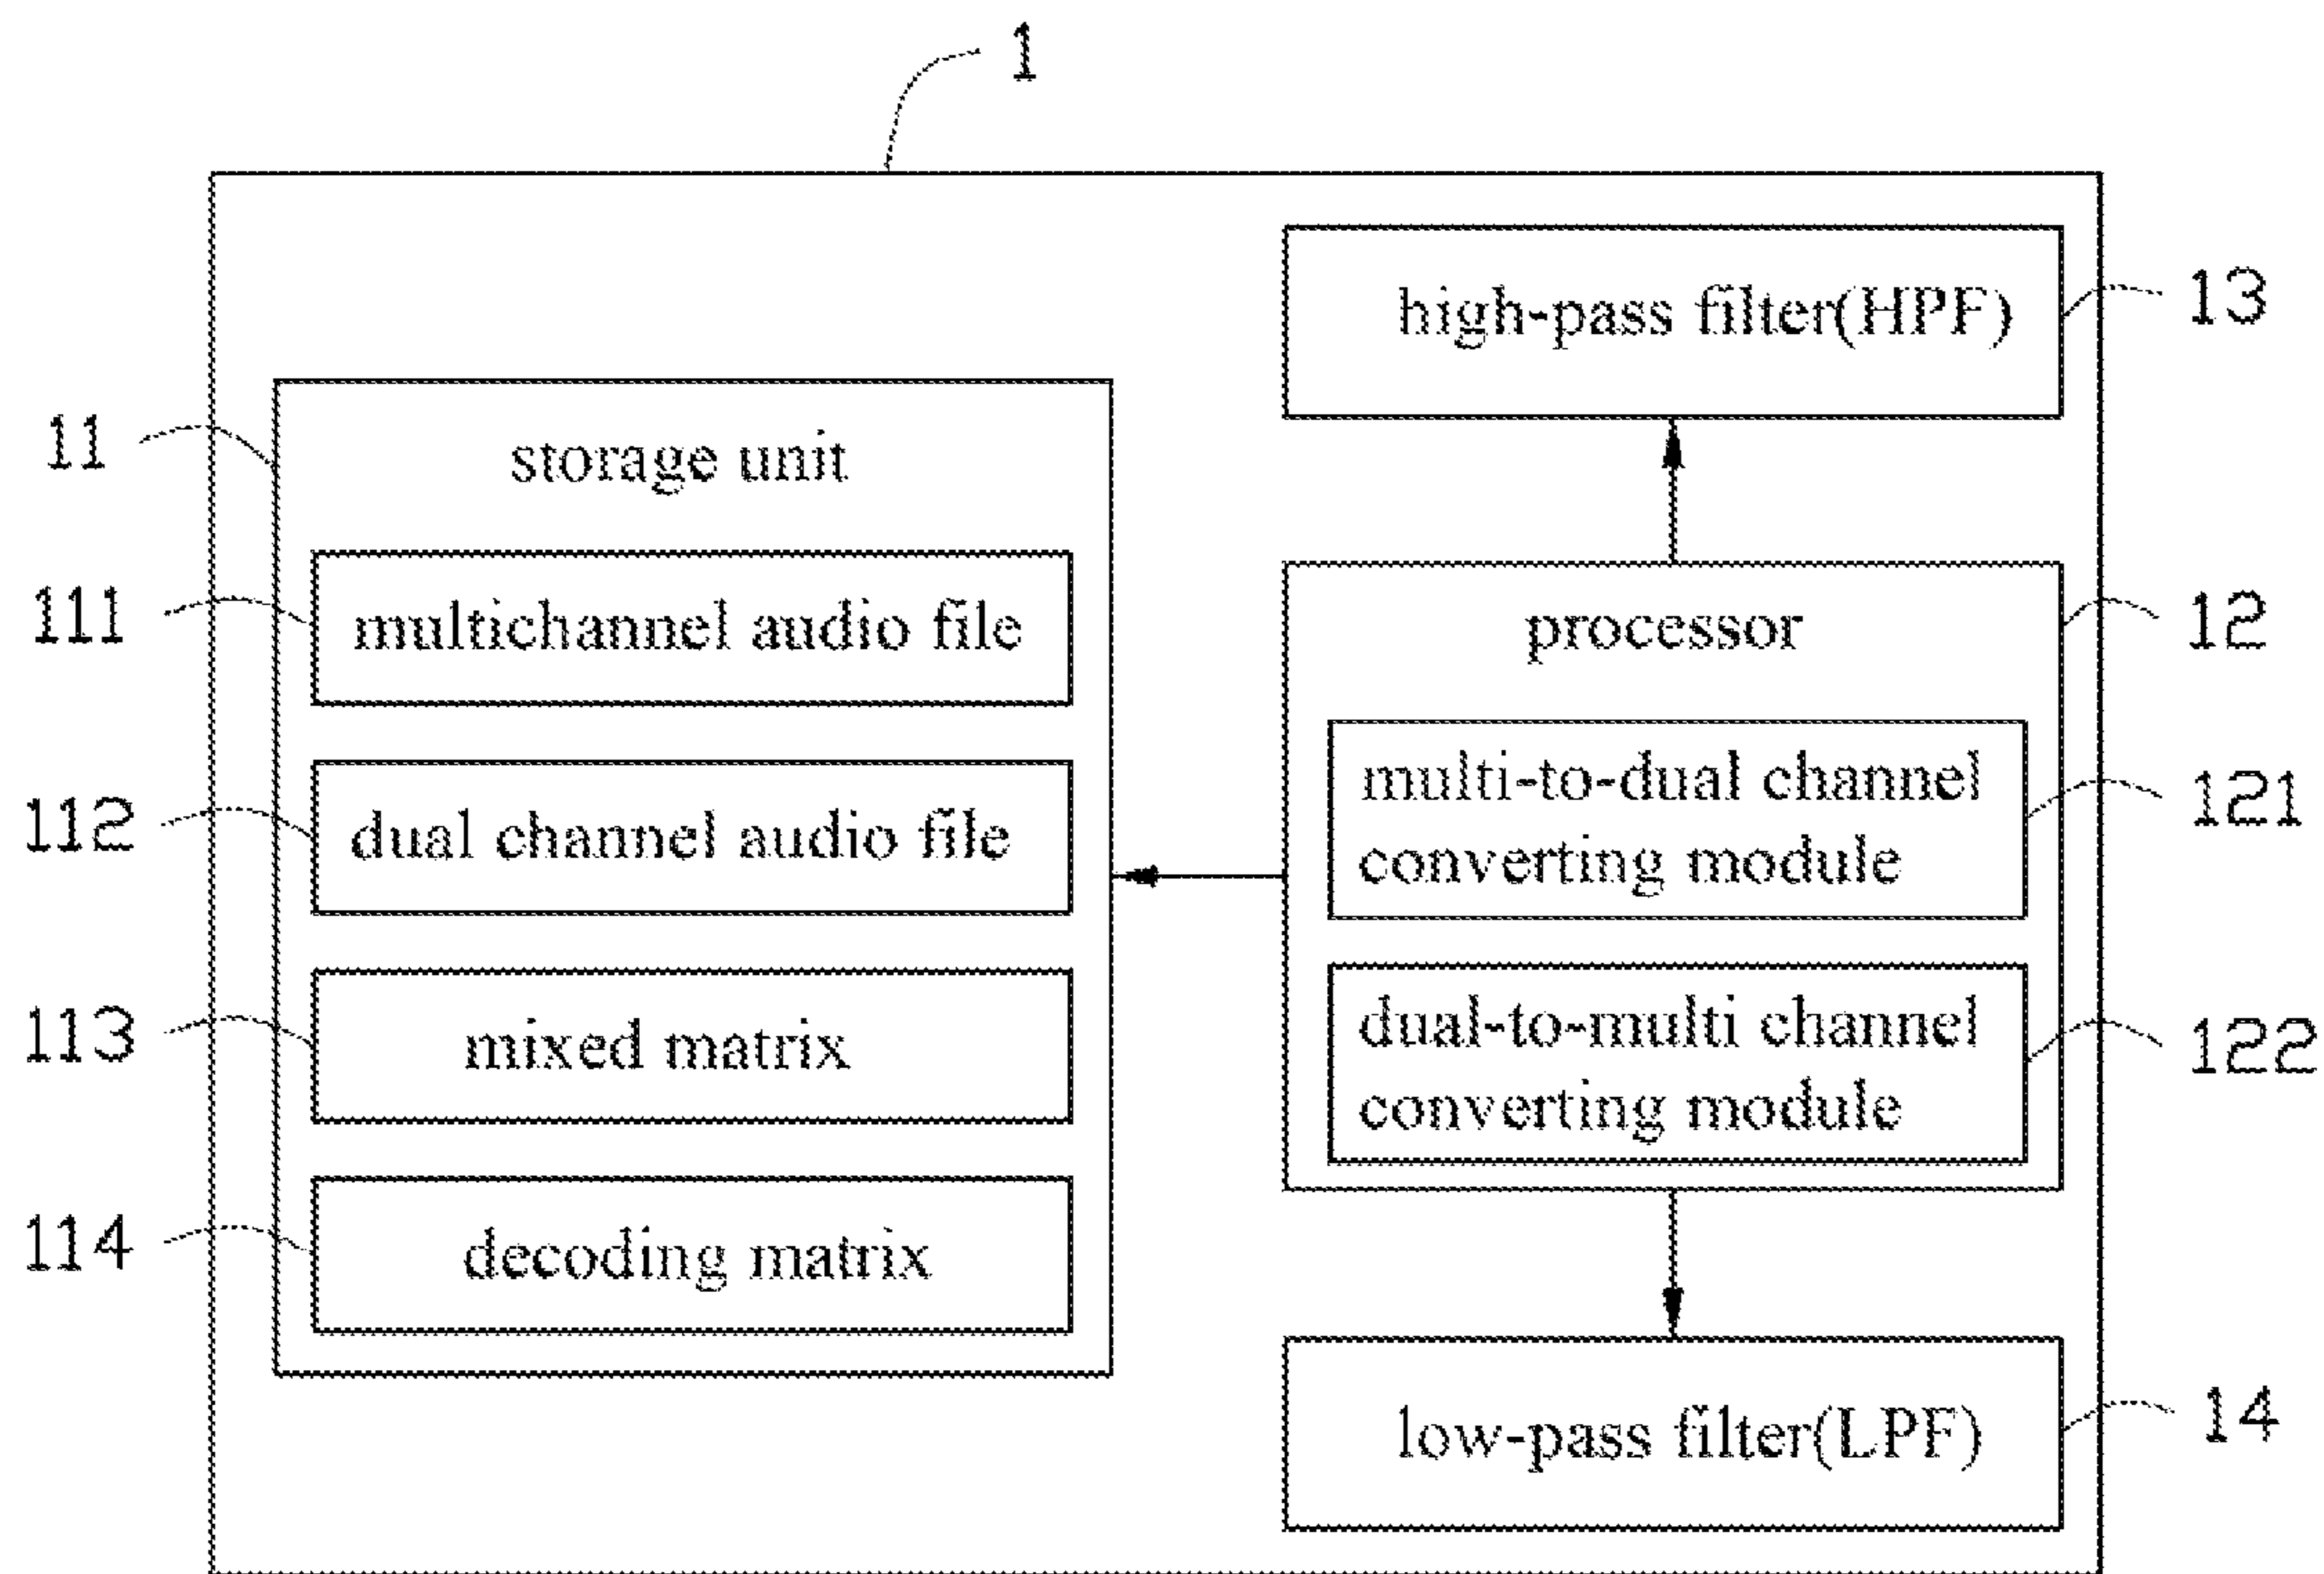 1
high-pass filter(HPF)
13
11
storage unit
111
multichannel audio file
112
dual channel audio file
113
mixed matrix
114
decoding matrix
processor
12
multi-to-dual channel
converting module
121
dual-to-multi channel
converting module
122
low-pass filter(LPF)
14